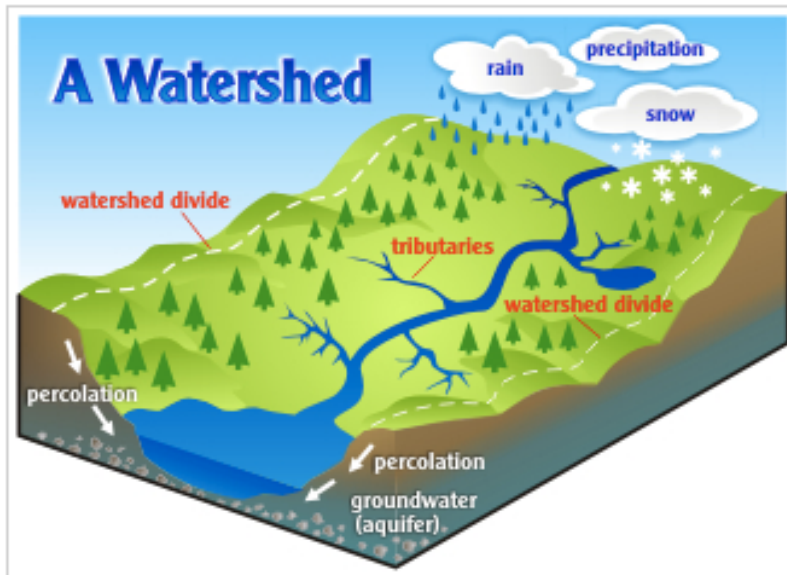 A Watershed
precipitation
rain
snow
watershed divide
tributaries
watershed divide
percolation
percolation
groundwater
(aquifer)